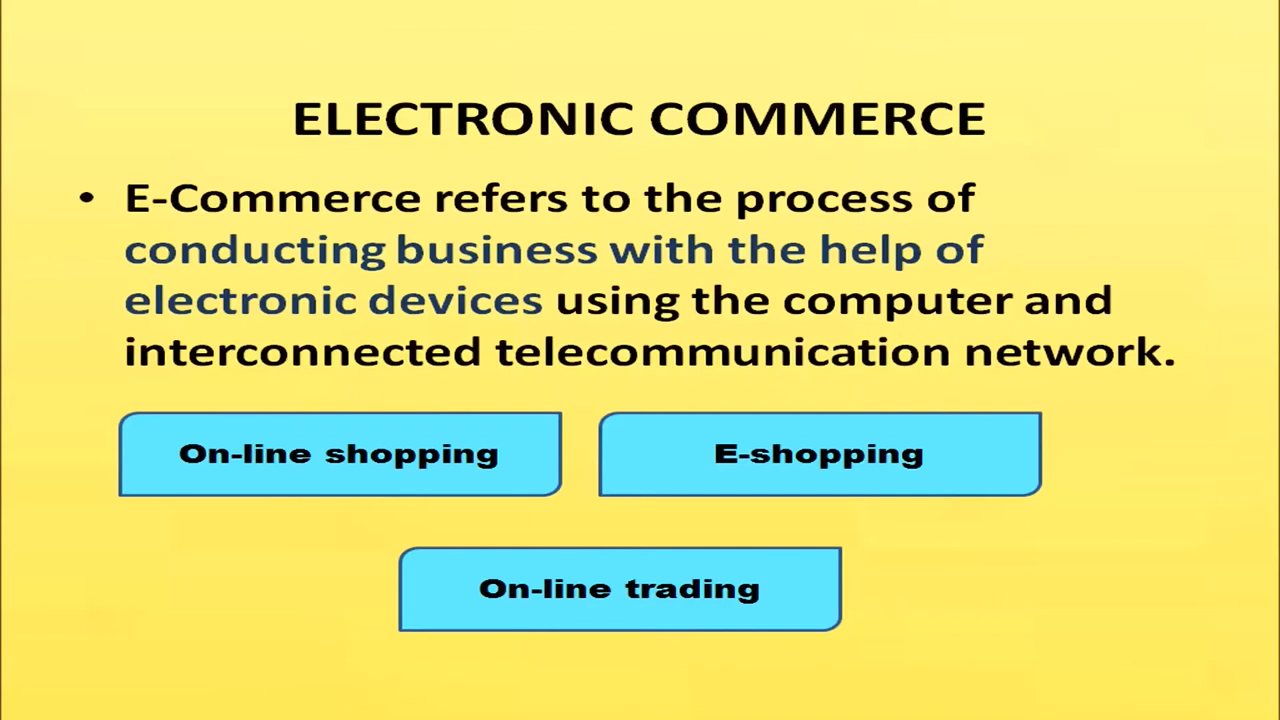 ELECTRONIC COMMERCE
• E-Commerce refers to the process of
conducting business with the help of
electronic devices using the computer and
interconnected telecommunication network.
On-line shopping
E-shopping
On-line trading